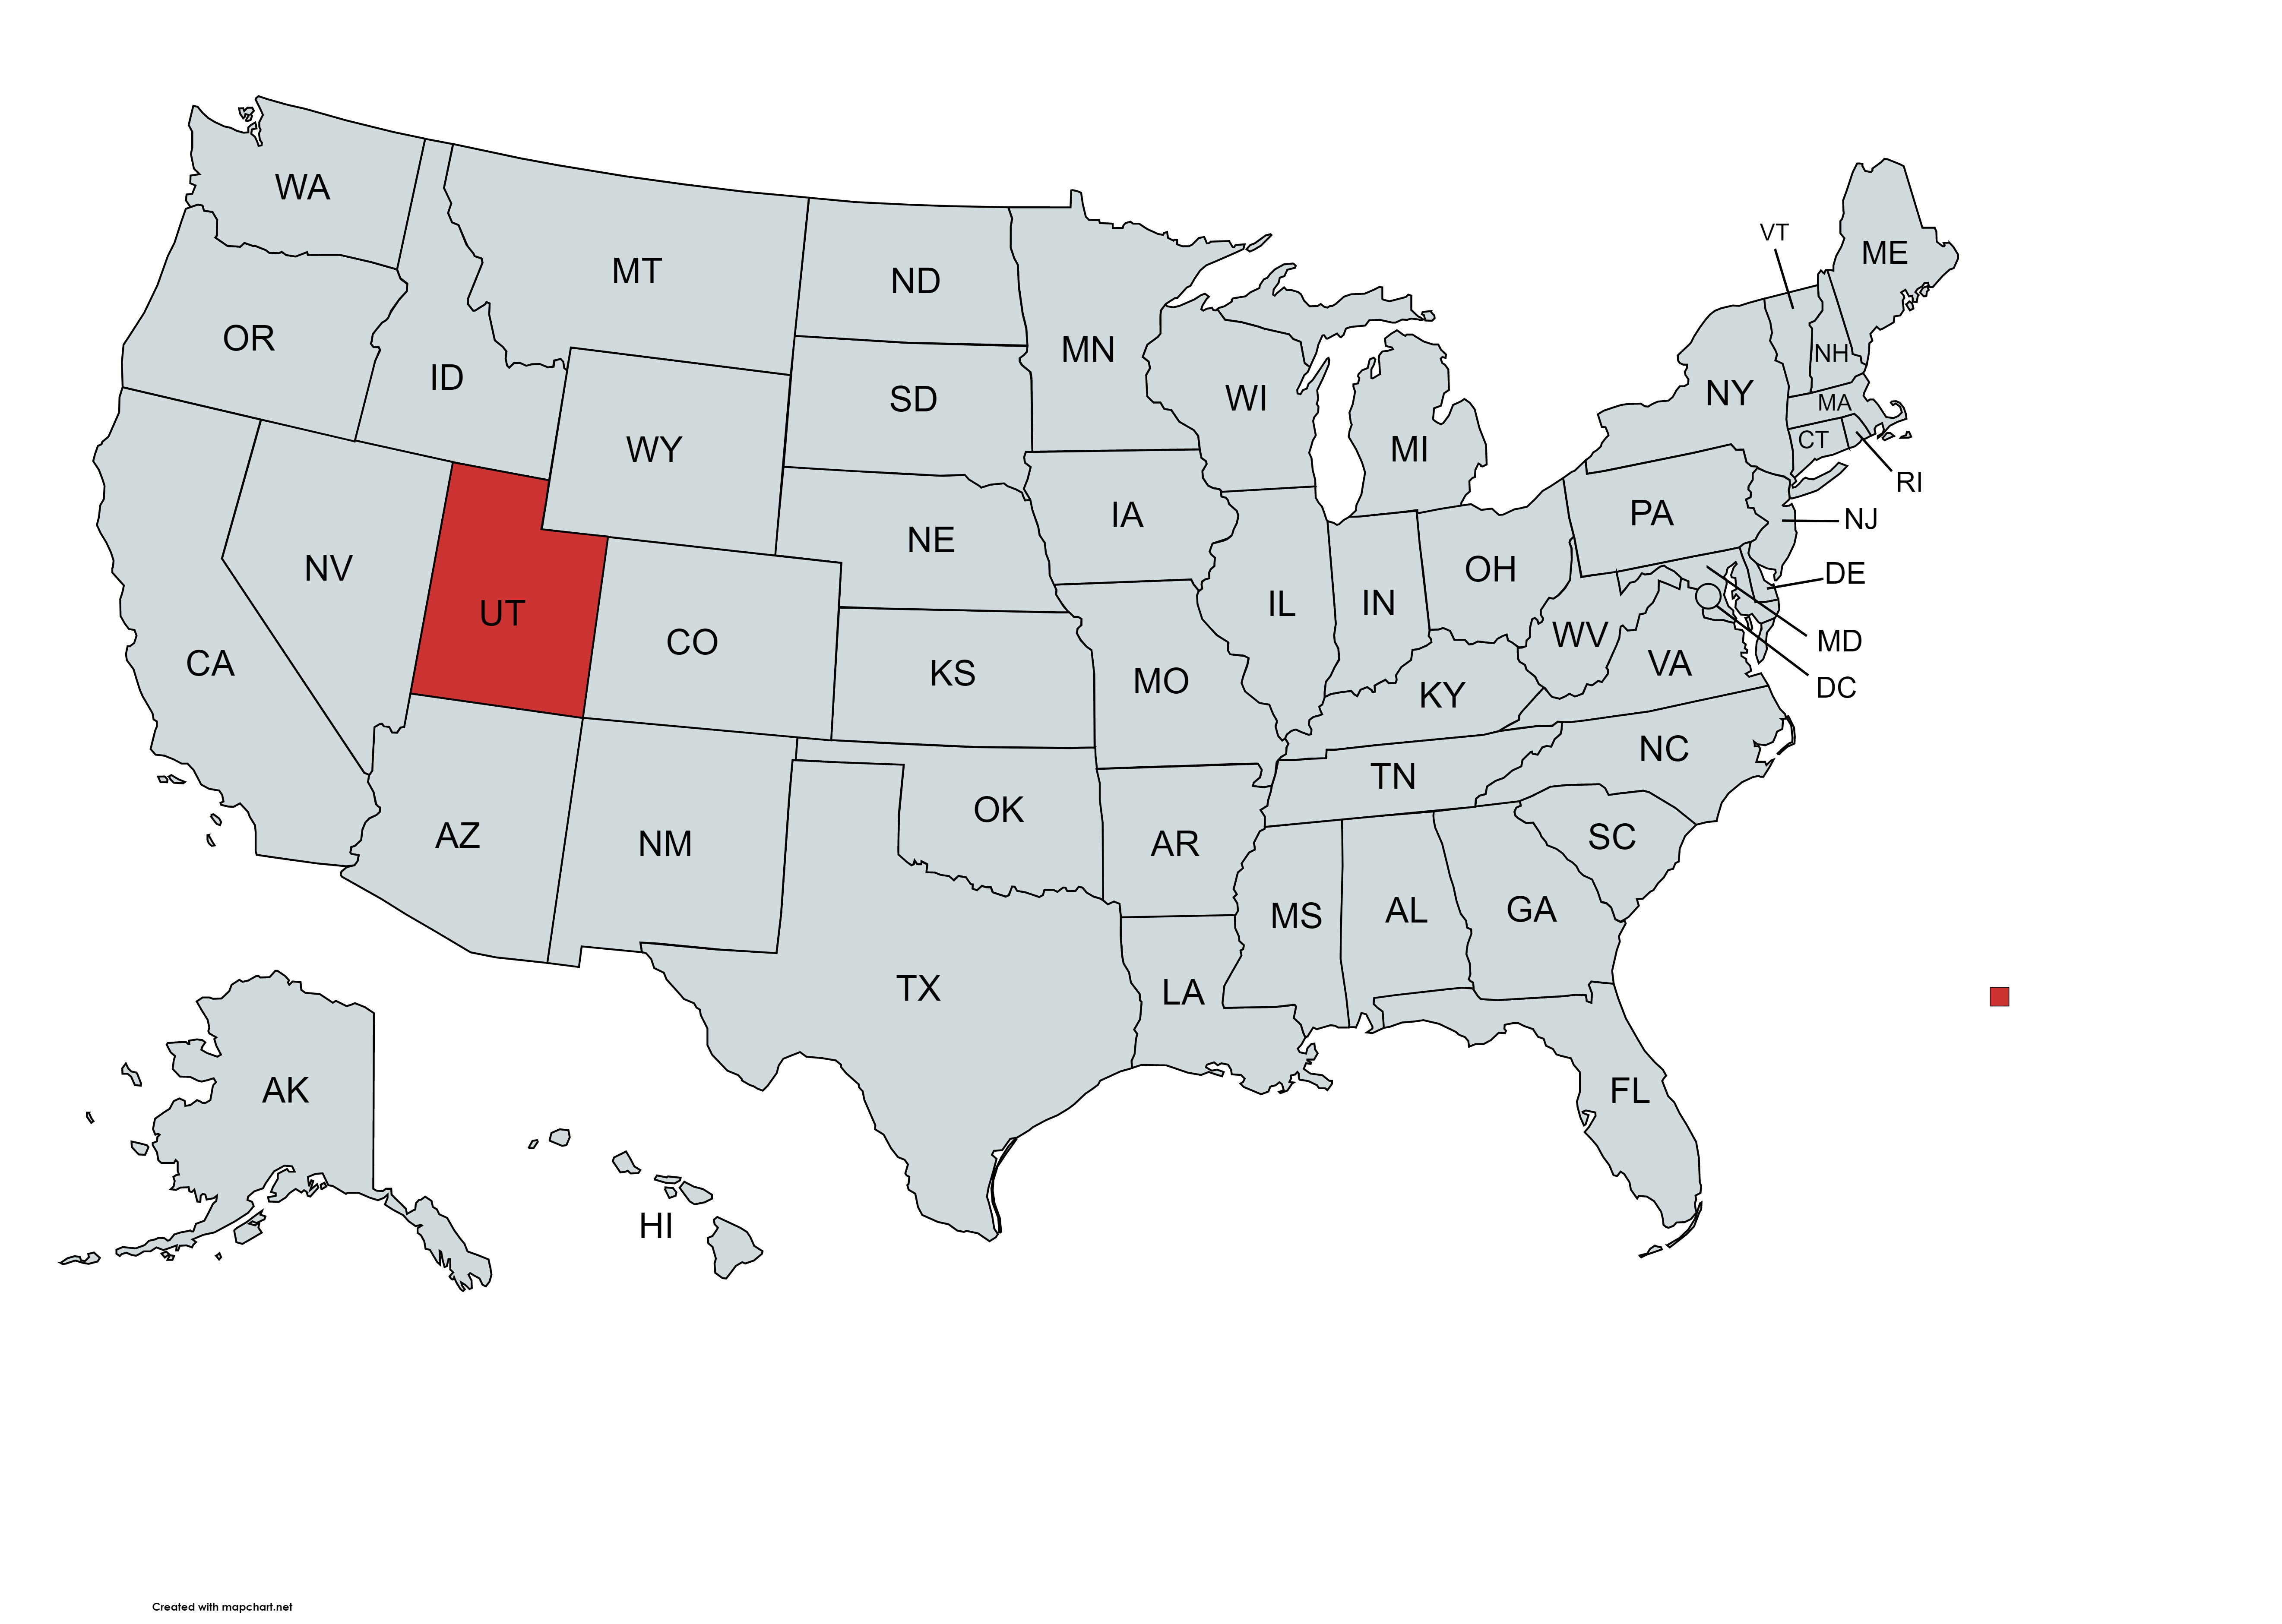 WA
MT
ND
MN
VT
ME
OR
ID
SD
WI
NH
NY
MA
WY
MI
CT
RI
IA
PA
NJ
NE
NV
OH
DE
UT
IL
IN
CO
WV
MD
CA
KS
MO
VA
KY
DC
NC
TN
AZ
NM
OK
AR
SC
MS
AL
GA
TX
LA
AK
FL
HI
Created with mapchart.net